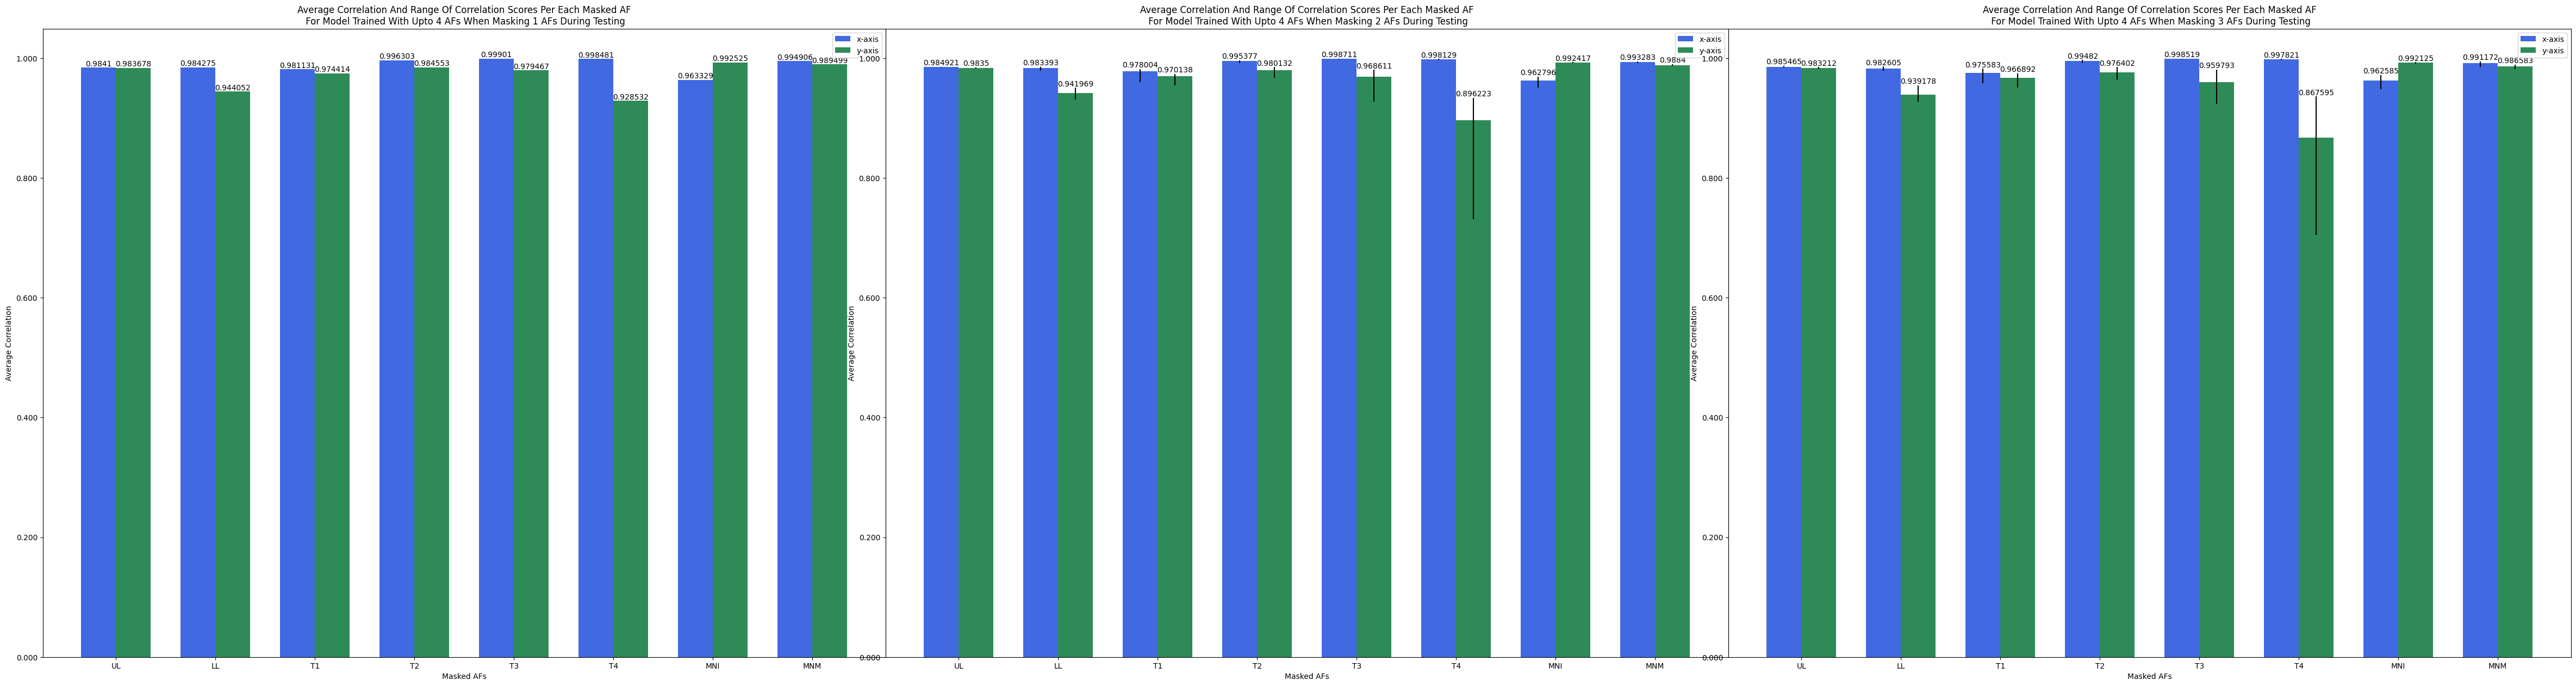 Average Correlation And Range Of Correlation Scores Per Each Masked AF
For Model Trained With Upto 4 AFs When Masking 1 AFs During Testing
x-axis
y-axis
1.000
0.800
0.600
0.400
0.200
0.000
Average Correlation
0.9841
0.983678
0.984275
0.944052
0.981131
0.974414
0.996303
0.984553
0.99901
0.979467
0.998481
0.928532
0.963329
0.992525
0.994906
0.989499
UL
LL
T1
T2
T3
T4
MNI
MNM
Masked AFs
Average Correlation And Range Of Correlation Scores Per Each Masked AF
For Model Trained With Upto 4 AFs When Masking 2 AFs During Testing
x-axis
y-axis
1.000
0.800
0.600
0.400
0.200
0.000
Average Correlation
0.984921
0.9835
0.983393
0.941969
0.978004
0.970138
0.995377
0.980132
0.998711
0.968611
0.998129
0.896223
0.962796
0.992417
0.993283
0.9884
UL
LL
T1
T2
T3
T4
MNI
MNM
Masked AFs
Average Correlation And Range Of Correlation Scores Per Each Masked AF
For Model Trained With Upto 4 AFs When Masking 3 AFs During Testing
x-axis
y-axis
1.000
0.800
0.600
0.400
0.200
0.000
Average Correlation
0.985465
0.983212
0.982605
0.939178
0.975583
0.966892
0.99482
0.976402
0.998519
0.959793
0.997821
0.867595
0.962585
0.992125
0.991172
0.986583
UL
LL
T1
T2
T3
T4
MNI
MNM
Masked AFs